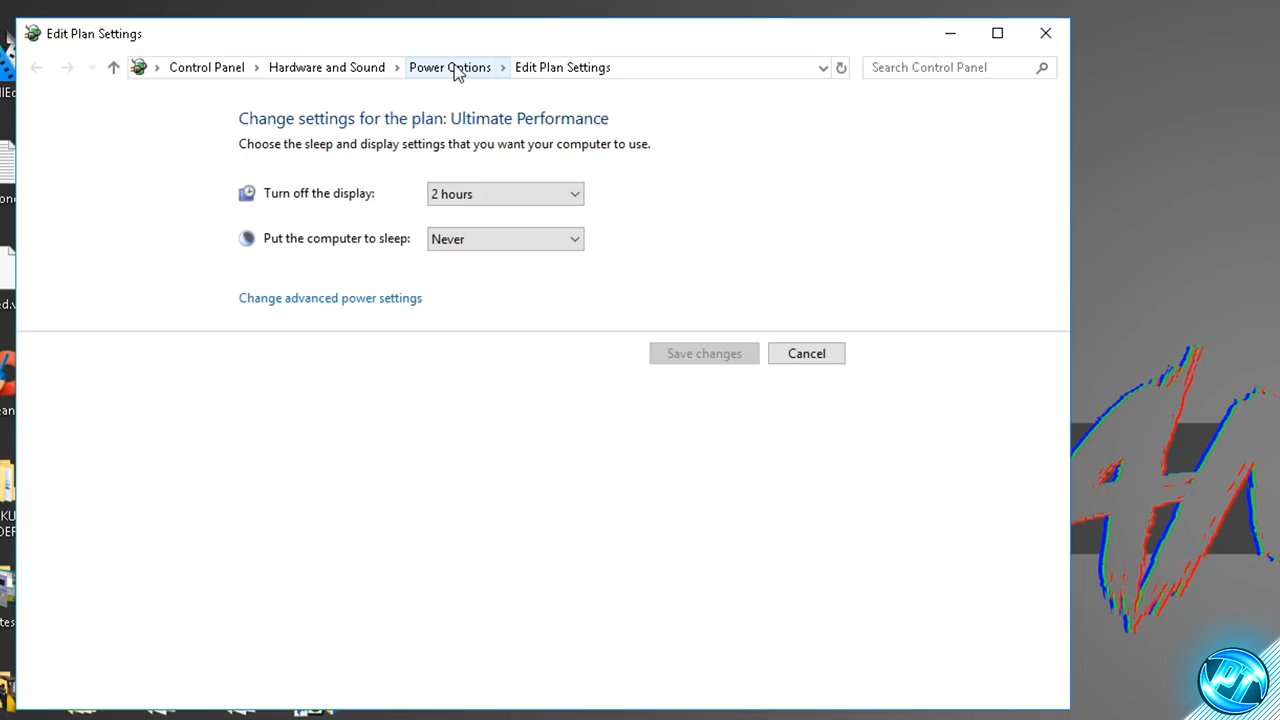 Edit Plan Settings
Control Panel > Hardware and Sound > Power Options > Edit Plan Settings
Search Control Panel
Change settings for the plan: Ultimate Performance
Choose the sleep and display settings that you want your computer to use.
Turn off the display: 2 hours
Put the computer to sleep: Never
Change advanced power settings
Save changes
Cancel
PT